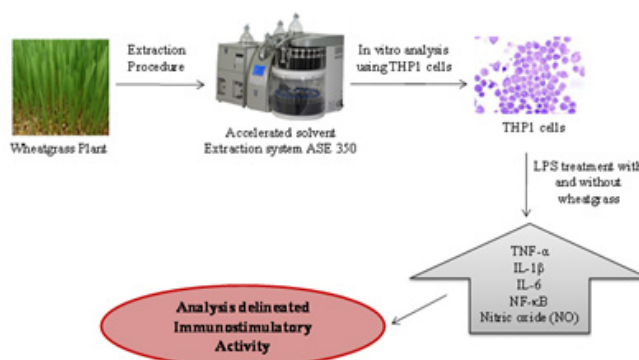 Extraction
Procedure
In vitro analysis
using THP1 cells
Wheatgrass Plant
Accelerated solvent
Extraction system ASE 350
THP1 cells
LPS treatment with
and without
wheatgrass
TNF-α
IL-1β
IL-6
NF-κB
Nitric oxide (NO)
Analysis delineated
Immunostimulatory
Activity